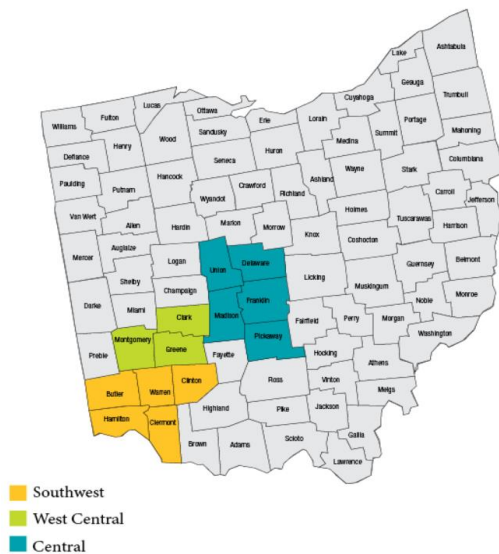 Ashtabula
Lake
Geauga
Cuyahoga
Trumbull
Lucas
Ottawa
Fulton
Williams
Erie
Lorain
Portage
Summit
Medina
Mahoning
Wood
Sandusky
Henry
Defiance
Huron
Seneca
Columbiana
Ashland
Wayne
Stark
Paulding
Hancock
Putnam
Crawford
Richland
Wyandot
Carroll
Jefferson
Van Wert
Allen
Hardin
Marion
Morrow
Holmes
Tuscarawas
Harrison
Knox
Coshocton
Auglaize
Mercer
Logan
Union
Delaware
Belmont
Guernsey
Licking
Shelby
Champaign
Muskingum
Franklin
Noble
Monroe
Darke
Miami
Clark
Madison
Fairfield
Perry
Morgan
Washington
Pickaway
Montgomery
Greene
Preble
Fayette
Hocking
Athens
Clinton
Ross
Vinton
Meigs
Butler
Warren
Highland
Pike
Jackson
Hamilton
Clermont
Gallia
Brown
Adams
Scioto
Lawrence
Southwest
West Central
Central